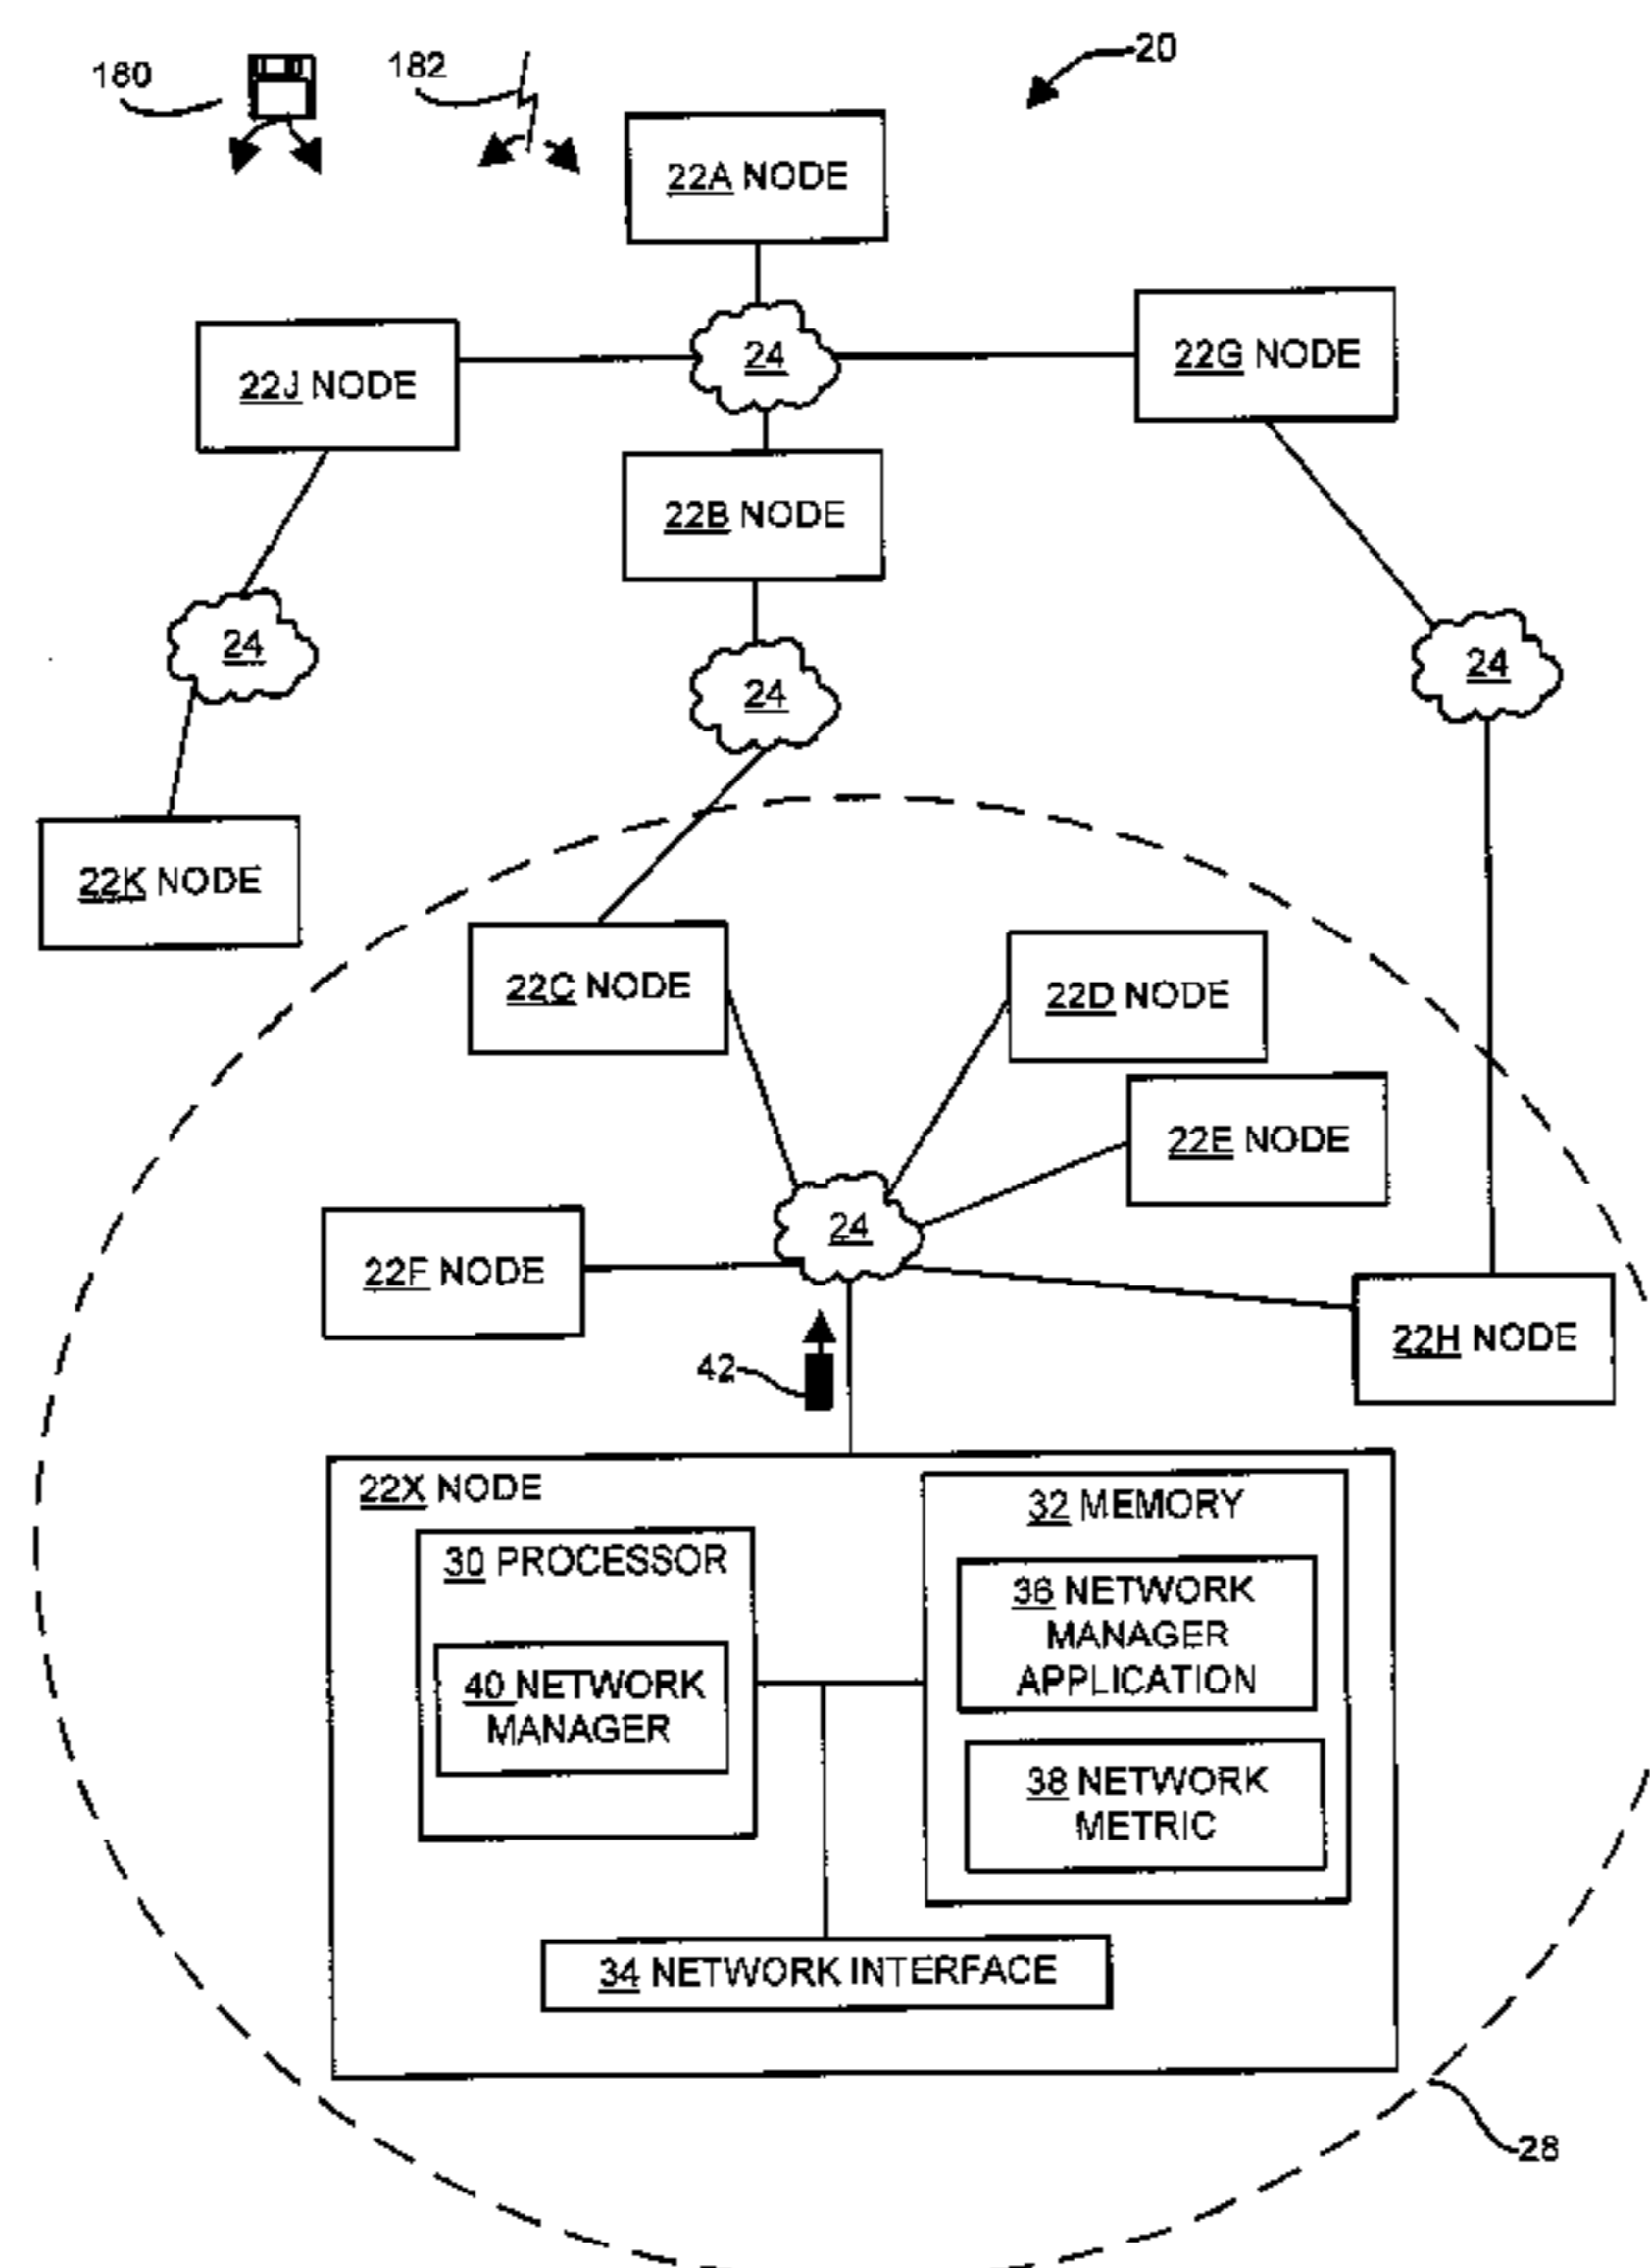 180
182
20
22A NODE
24
22J NODE
22G NODE
22B NODE
24
24
24
22K NODE
22C NODE
22D NODE
22E NODE
24
22F NODE
22H NODE
42
22X NODE
32 MEMORY
30 PROCESSOR
36 NETWORK
MANAGER
APPLICATION
40 NETWORK
MANAGER
38 NETWORK
METRIC
34 NETWORK INTERFACE
28